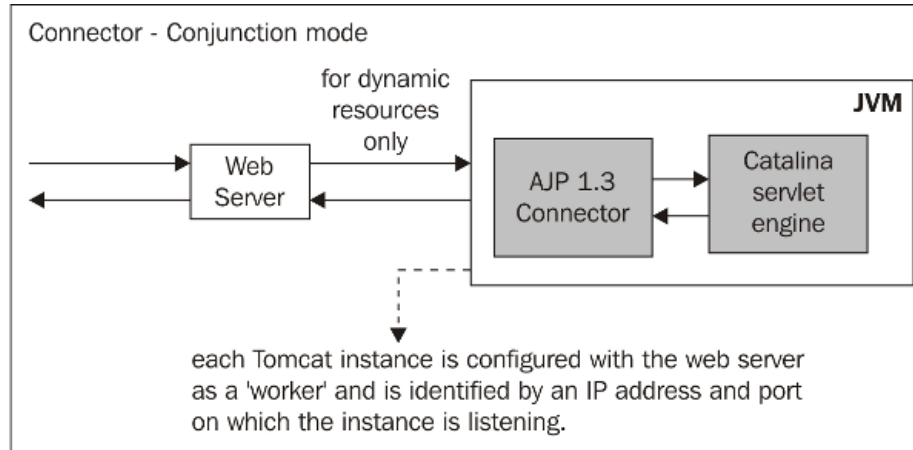 Connector - Conjunction mode
for dynamic
resources
only
JVM
Web
Server
AJP 1.3
Connector
Catalina
servlet
engine
each Tomcat instance is configured with the web server
as a 'worker' and is identified by an IP address and port
on which the instance is listening.